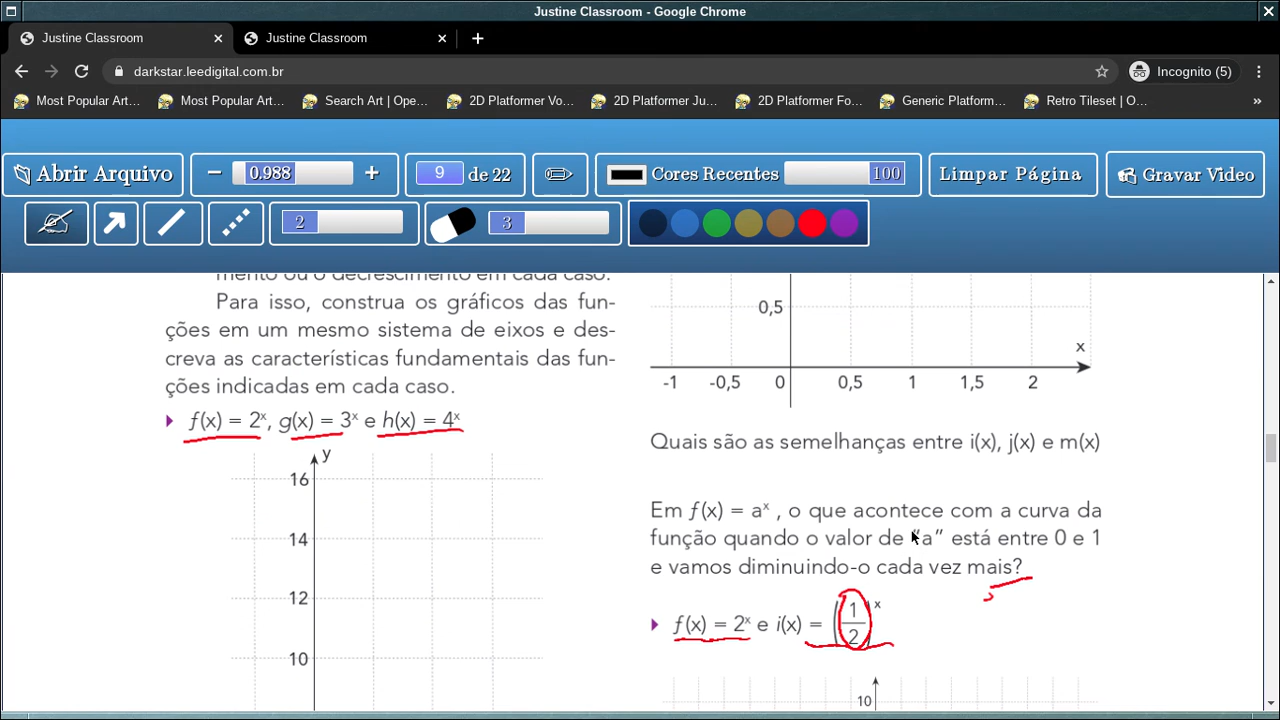 Justine Classroom - Google Chrome
Justine Classroom
Justine Classroom
darkstar.leedigital.com.br
Incognito (5)
Most Popular Art...
Most Popular Art...
Search Art | Ope...
2D Platformer Vo...
2D Platformer Ju...
2D Platformer Fo...
Generic Platform...
Retro Tileset | O...
»
Abrir Arquivo
− 0.988 +
9 de 22
Cores Recentes 100
Limpar Página
Gravar Video
2
3
mento ou o decrescimento em cada caso.
Para isso, construa os gráficos das fun-
ções em um mesmo sistema de eixos e des-
creva as características fundamentais das fun-
ções indicadas em cada caso.
f(x) = 2ˣ, g(x) = 3ˣ e h(x) = 4ˣ
y
16
14
12
10
0,5
x
-1 -0,5 0 0,5 1 1,5 2
Quais são as semelhanças entre i(x), j(x) e m(x)
Em f(x) = aˣ , o que acontece com a curva da
função quando o valor de “a” está entre 0 e 1
e vamos diminuindo-o cada vez mais?
f(x) = 2ˣ e i(x) = (1/2)ˣ
10